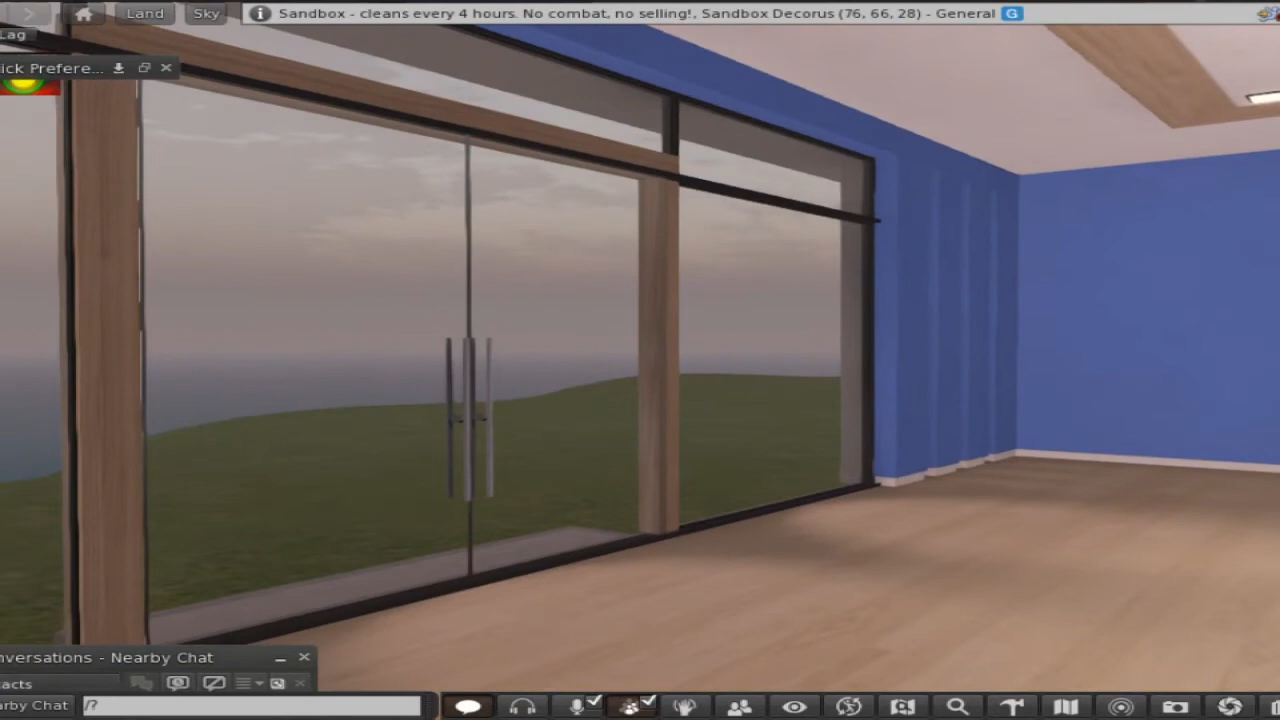 Land Sky Sandbox - cleans every 4 hours. No combat, no selling!, Sandbox Decorus (76, 66, 28) - General G
Lag
ick Prefere...
nversations - Nearby Chat
acts
arby Chat /?